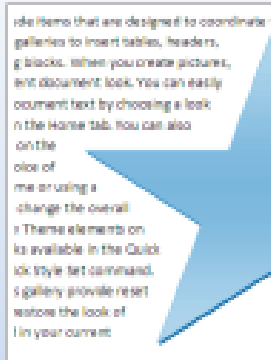 ude items that are designed to coordinate
galleries to insert tables, headers,
g blocks. When you create pictures,
ent document look. You can easily
ocument text by choosing a look
n the Home tab. You can also
on the
oice of
me or using a
change the overall
r Theme elements on
ks available in the Quick
ick Style Set command.
s gallery provide reset
restore the look of
l in your current